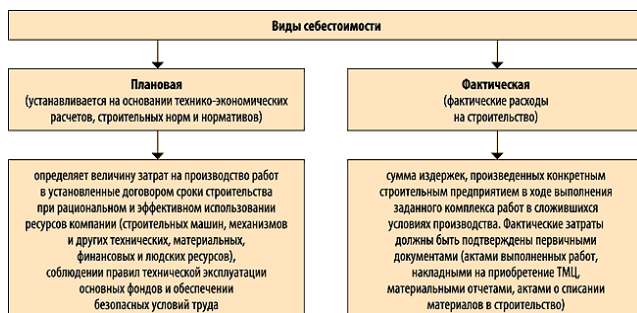 Виды себестоимости
Плановая
(устанавливается на основании технико-экономических
расчетов, строительных норм и нормативов)
Фактическая
(фактические расходы
на строительство)
определяет величину затрат на производство работ
в установленные договором сроки строительства
при рациональном и эффективном использовании
ресурсов компании (строительных машин, механизмов
и других технических, материальных,
финансовых и людских ресурсов),
соблюдении правил технической эксплуатации
основных фондов и обеспечении
безопасных условий труда
сумма издержек, произведенных конкретным
строительным предприятием в ходе выполнения
заданного комплекса работ в сложившихся
условиях производства. Фактические затраты
должны быть подтверждены первичными
документами (актами выполненных работ,
накладными на приобретение ТМЦ,
материальными отчетами, актами о списании
материалов в строительство)